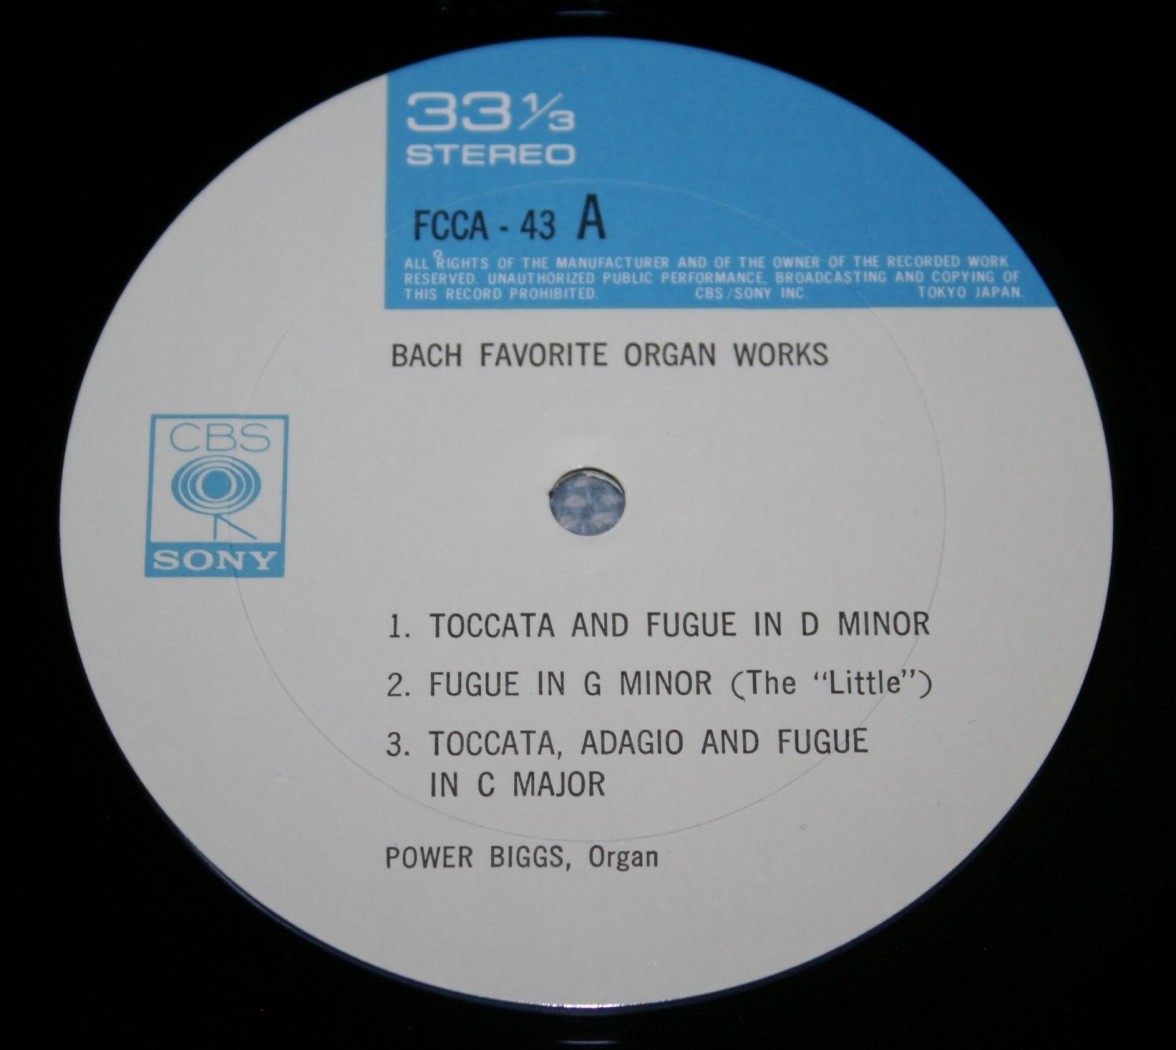 33 1/3
STEREO
FCCA - 43 A
ALL RIGHTS OF THE MANUFACTURER AND OF THE OWNER OF THE RECORDED WORK
RESERVED. UNAUTHORIZED PUBLIC PERFORMANCE, BROADCASTING AND COPYING OF
THIS RECORD PROHIBITED. CBS/SONY INC. TOKYO JAPAN.
BACH FAVORITE ORGAN WORKS
CBS
SONY
1. TOCCATA AND FUGUE IN D MINOR
2. FUGUE IN G MINOR (The “Little”)
3. TOCCATA, ADAGIO AND FUGUE
IN C MAJOR
POWER BIGGS, Organ